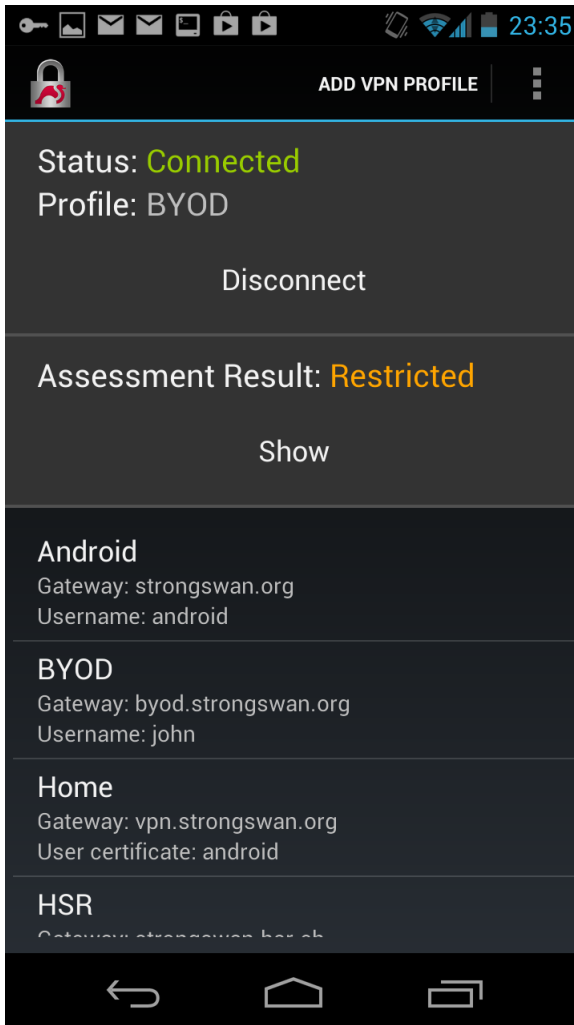 23:35
ADD VPN PROFILE
Status: Connected
Profile: BYOD
Disconnect
Assessment Result: Restricted
Show
Android
Gateway: strongswan.org
Username: android
BYOD
Gateway: byod.strongswan.org
Username: john
Home
Gateway: vpn.strongswan.org
User certificate: android
HSR